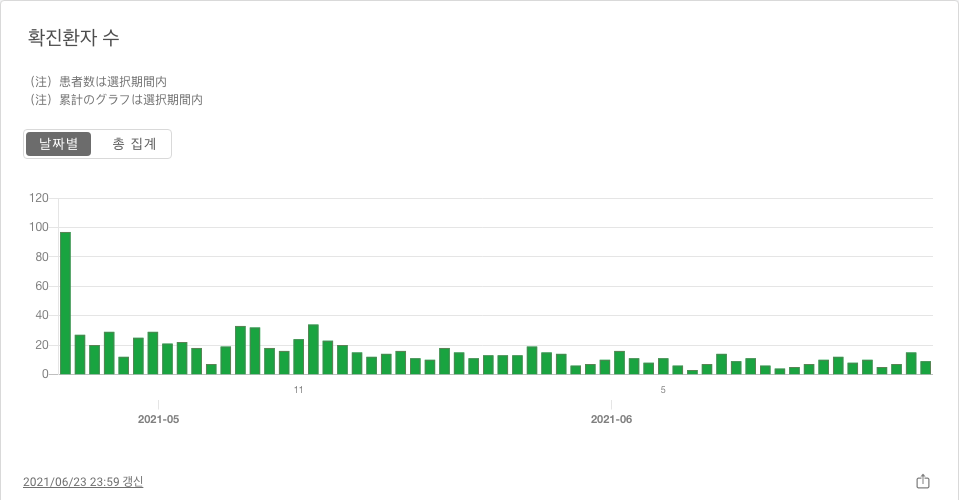 확진환자 수
（注）患者数は選択期間内
（注）累計のグラフは選択期間内
날짜별 총 집계
120
100
80
60
40
20
0
11 5
2021-05 2021-06
2021/06/23 23:59 갱신